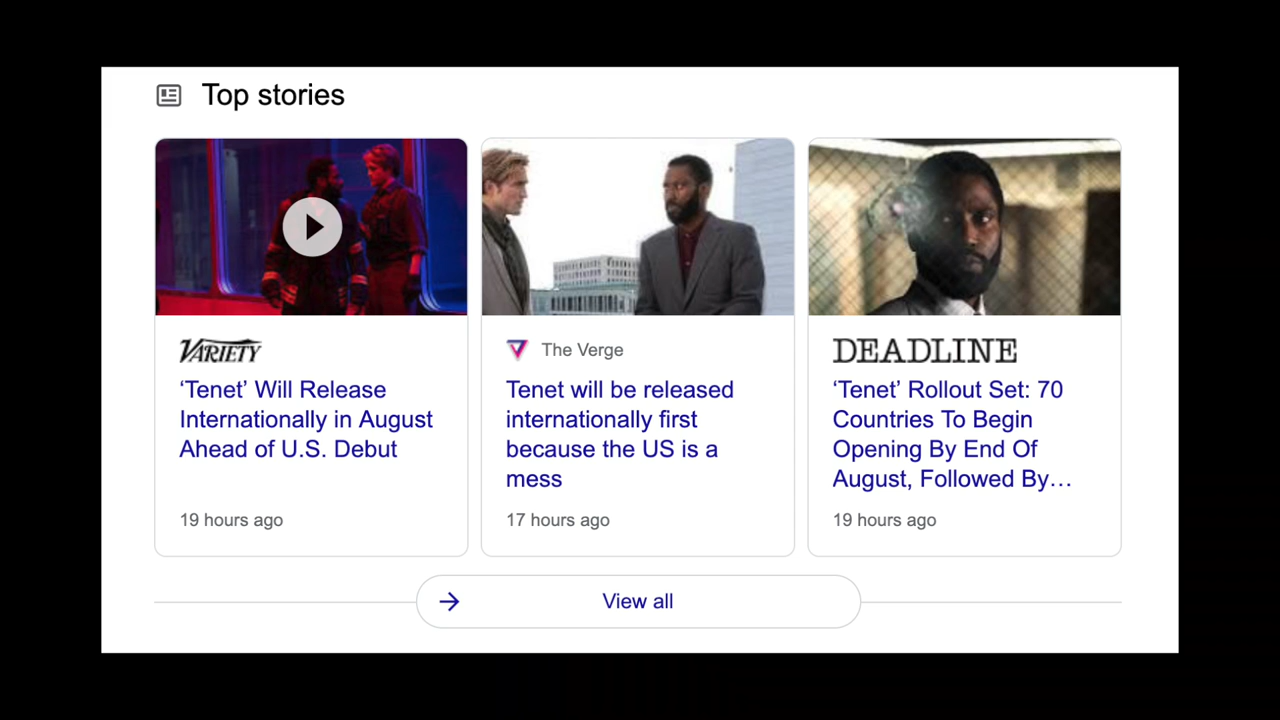 Top stories
VARIETY
‘Tenet’ Will Release
Internationally in August
Ahead of U.S. Debut
19 hours ago
The Verge
Tenet will be released
internationally first
because the US is a
mess
17 hours ago
DEADLINE
‘Tenet’ Rollout Set: 70
Countries To Begin
Opening By End Of
August, Followed By…
19 hours ago
View all